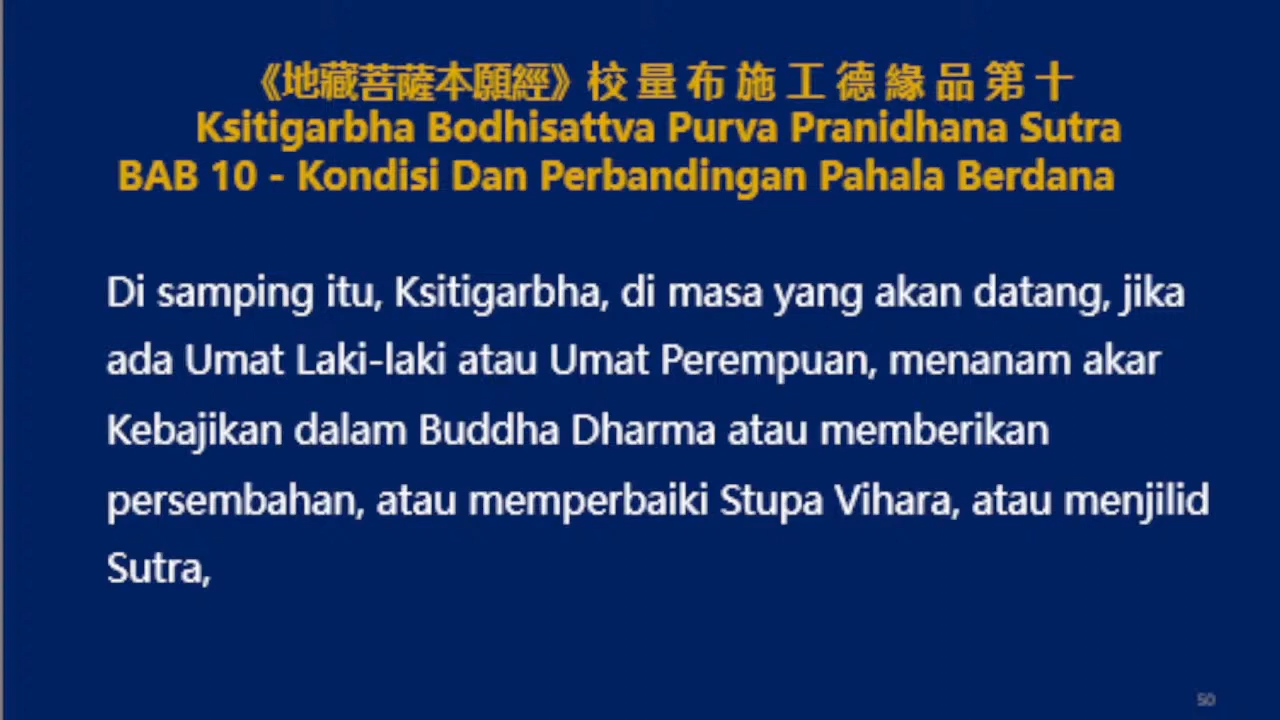 《地藏菩薩本願經》校量布施工德緣品第十
Ksitigarbha Bodhisattva Purva Pranidhana Sutra
BAB 10 - Kondisi Dan Perbandingan Pahala Berdana
Di samping itu, Ksitigarbha, di masa yang akan datang, jika
ada Umat Laki-laki atau Umat Perempuan, menanam akar
Kebajikan dalam Buddha Dharma atau memberikan
persembahan, atau memperbaiki Stupa Vihara, atau menjilid
Sutra,
50